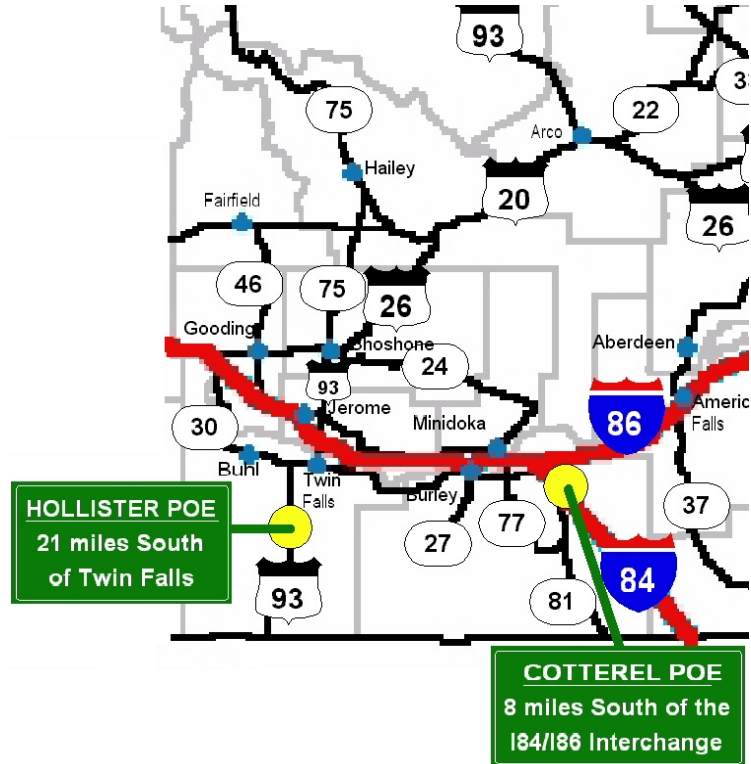 93
75
22
33
Arco
Hailey
20
Fairfield
26
46
75
26
Gooding
Shoshone
Aberdeen
24
93
Jerome
Americ
Falls
86
30
Minidoka
Buhl
Twin
Falls
Burley
HOLLISTER POE
21 miles South
of Twin Falls
77
37
27
93
84
81
COTTEREL POE
8 miles South of the
I84/I86 Interchange